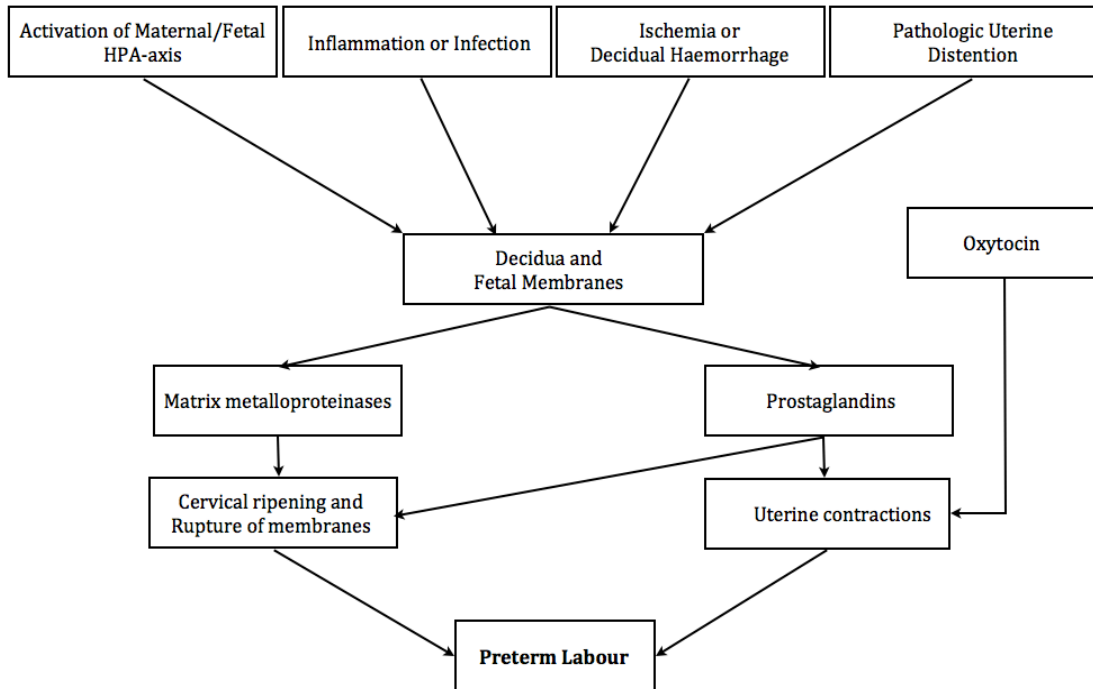 Activation of Maternal/Fetal
HPA-axis
Inflammation or Infection
Ischemia or
Decidual Haemorrhage
Pathologic Uterine
Distention
Oxytocin
Decidua and
Fetal Membranes
Matrix metalloproteinases
Prostaglandins
Cervical ripening and
Rupture of membranes
Uterine contractions
Preterm Labour